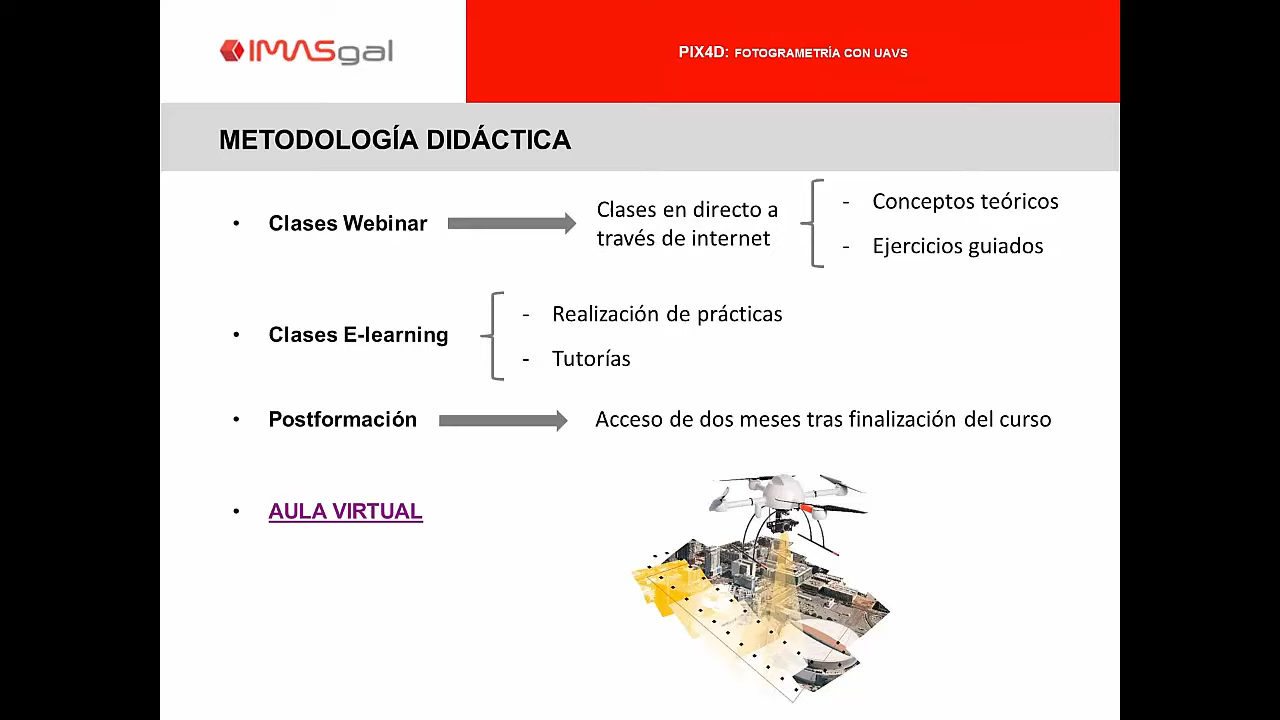 IMASgal
PIX4D: FOTOGRAMETRÍA CON UAVS
METODOLOGÍA DIDÁCTICA
• Clases Webinar
Clases en directo a
través de internet
- Conceptos teóricos
- Ejercicios guiados
• Clases E-learning
- Realización de prácticas
- Tutorías
• Postformación
Acceso de dos meses tras finalización del curso
• AULA VIRTUAL